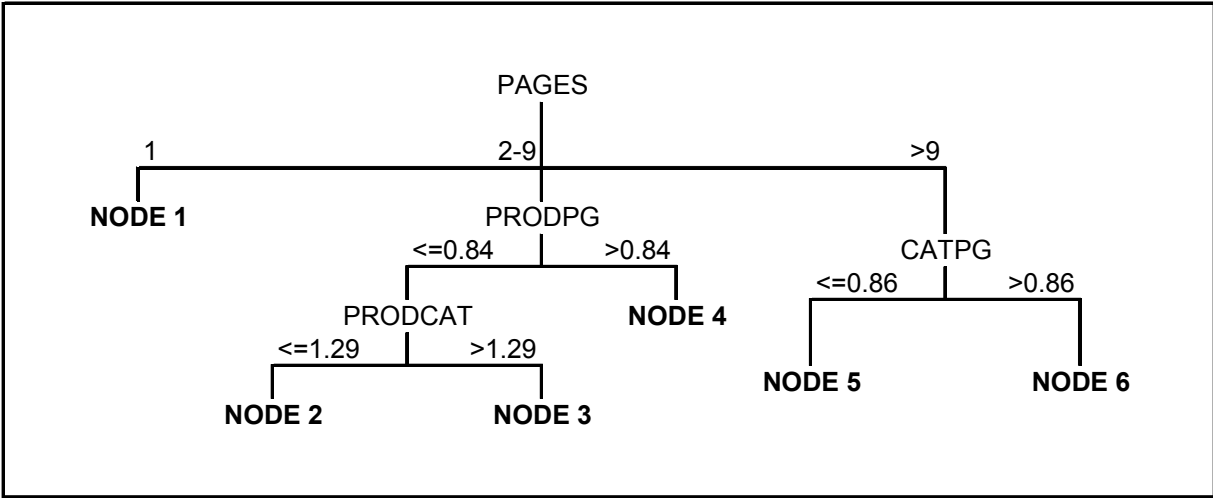 PAGES
1 2-9 >9
NODE 1 PRODPG
<=0.84 >0.84 CATPG
<=0.86 >0.86
PRODCAT NODE 4
<=1.29 >1.29
NODE 5 NODE 6
NODE 2 NODE 3